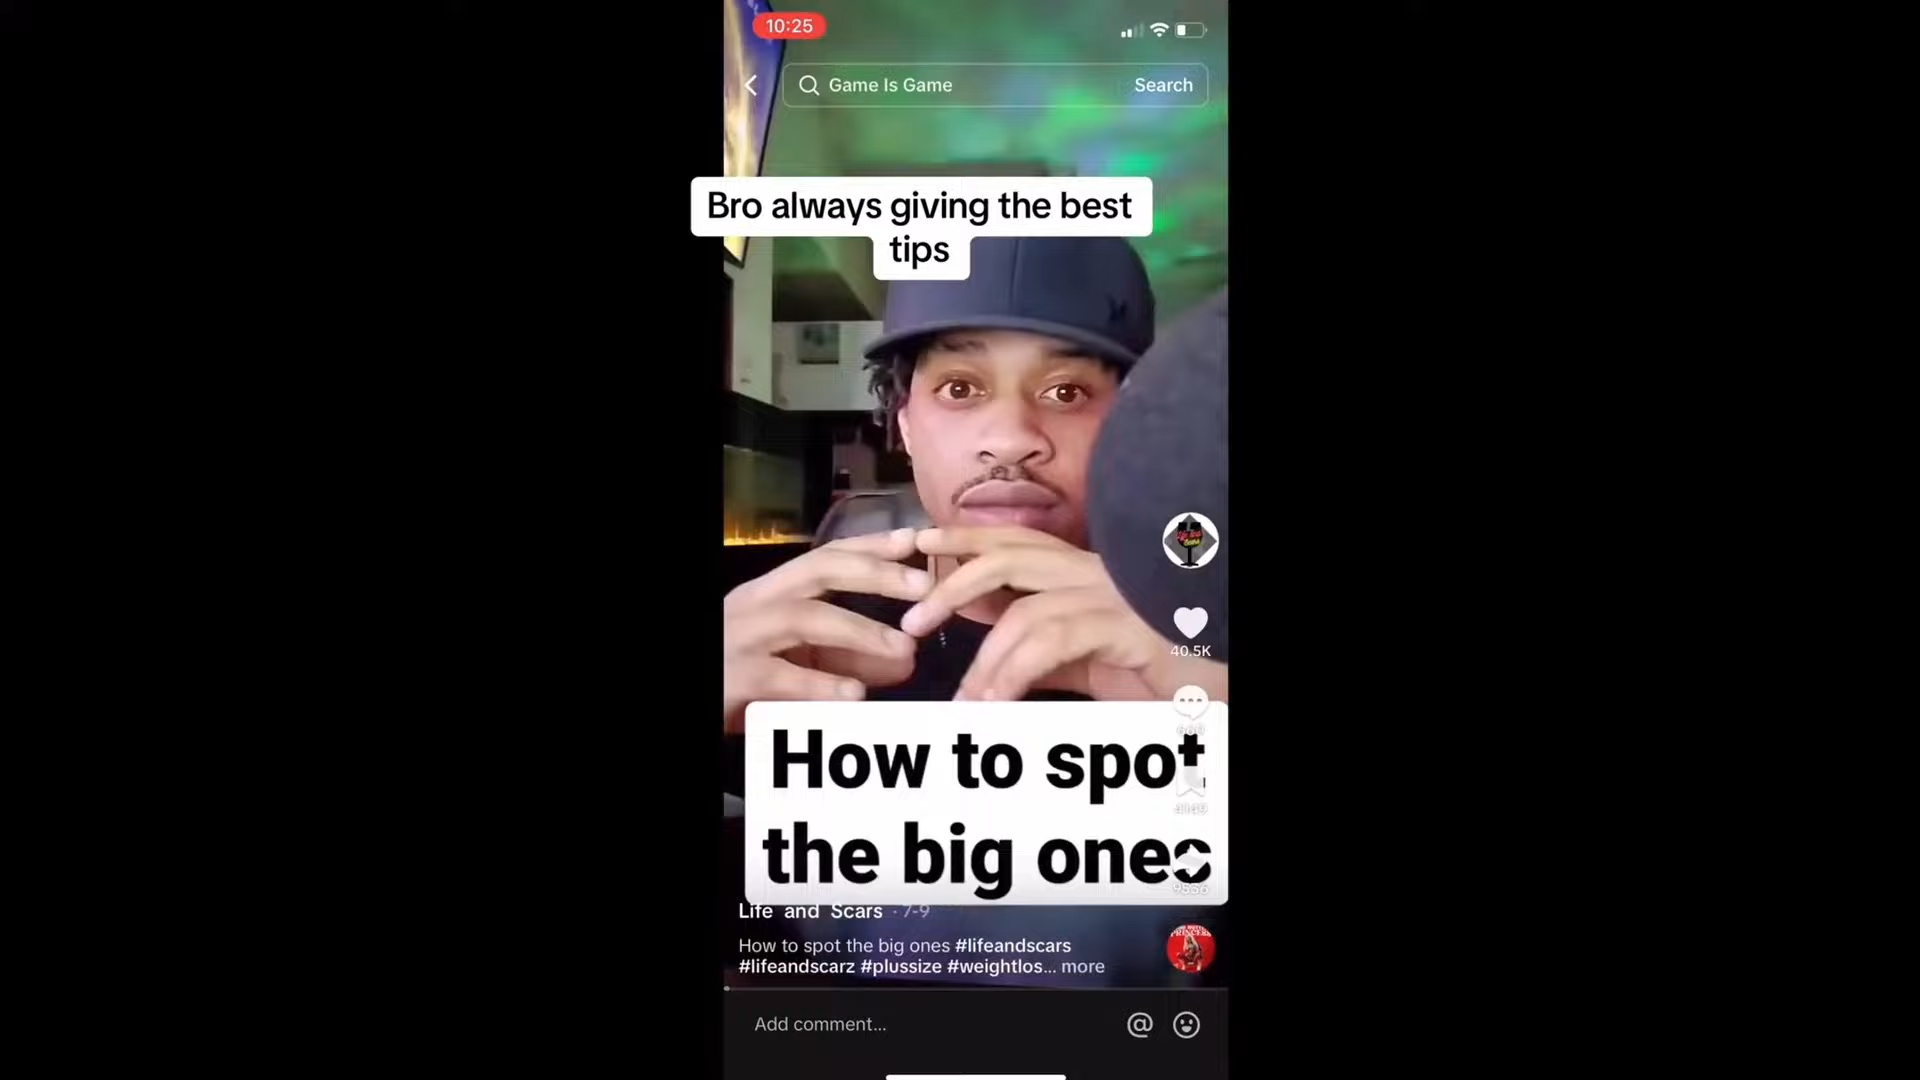 10:25
Game Is Game
Search
Bro always giving the best
tips
40.5K
How to spot
the big ones
Life and Scars · 7-9
How to spot the big ones #lifeandscars
#lifeandscarz #plussize #weightlos... more
Add comment...
@